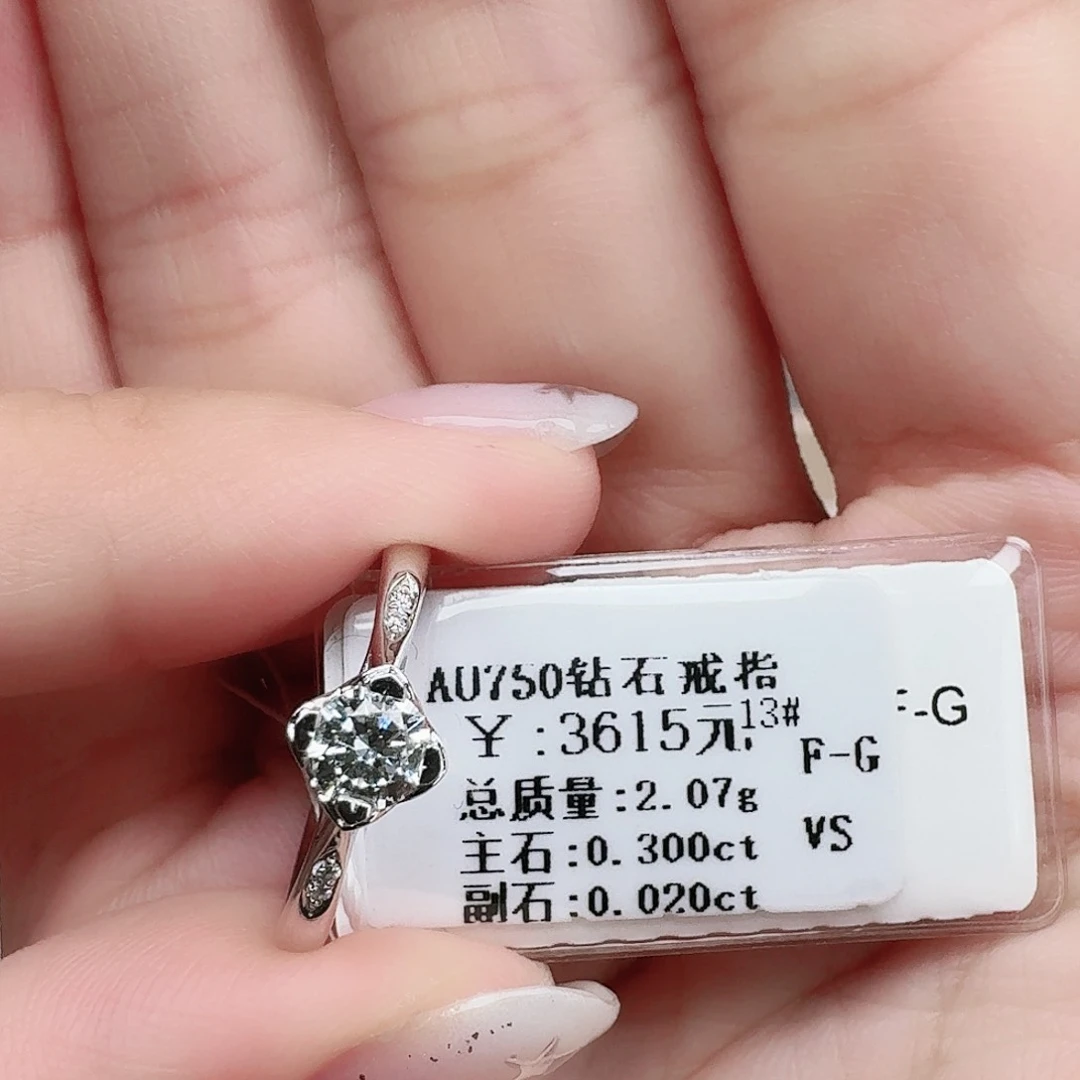 AU750钻石戒指
¥:3615元 13#
F-G
总质量:2.07g
VS
主石:0.300ct
副石:0.020ct
-G